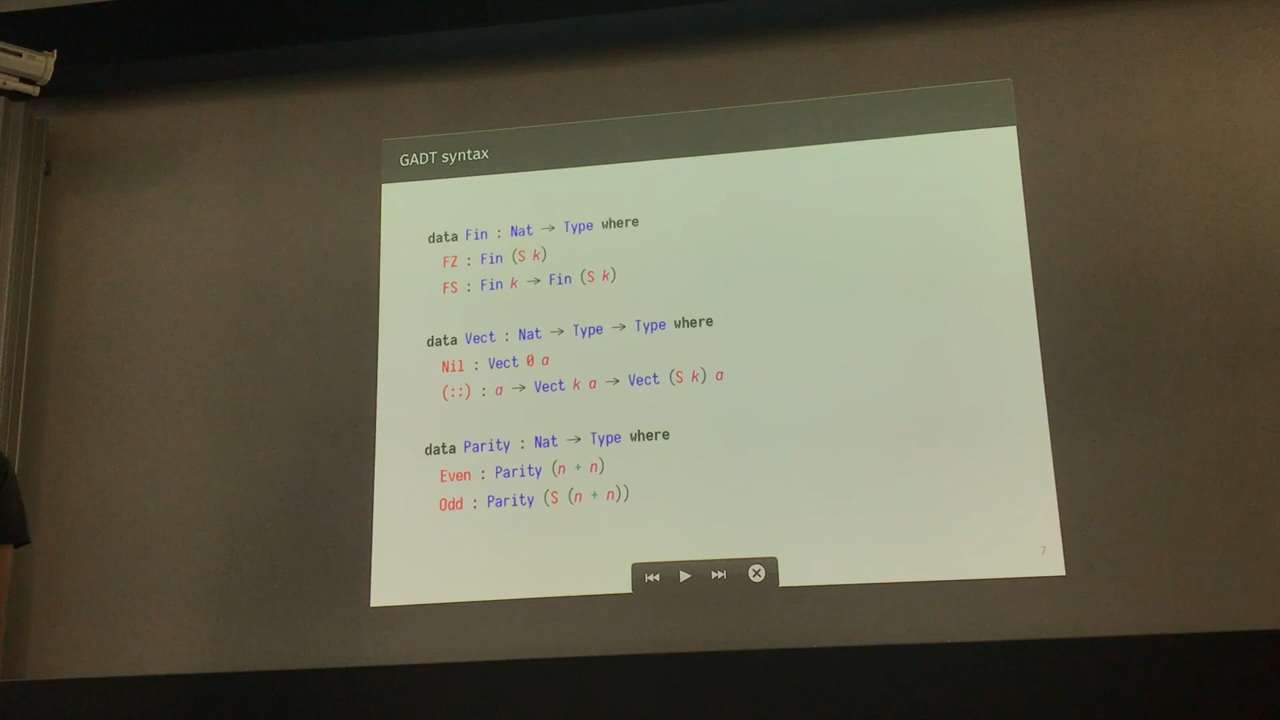 GADT syntax
data Fin : Nat → Type where
FZ : Fin (S k)
FS : Fin k → Fin (S k)
data Vect : Nat → Type → Type where
Nil : Vect 0 a
(::) : a → Vect k a → Vect (S k) a
data Parity : Nat → Type where
Even : Parity (n + n)
Odd : Parity (S (n + n))
7